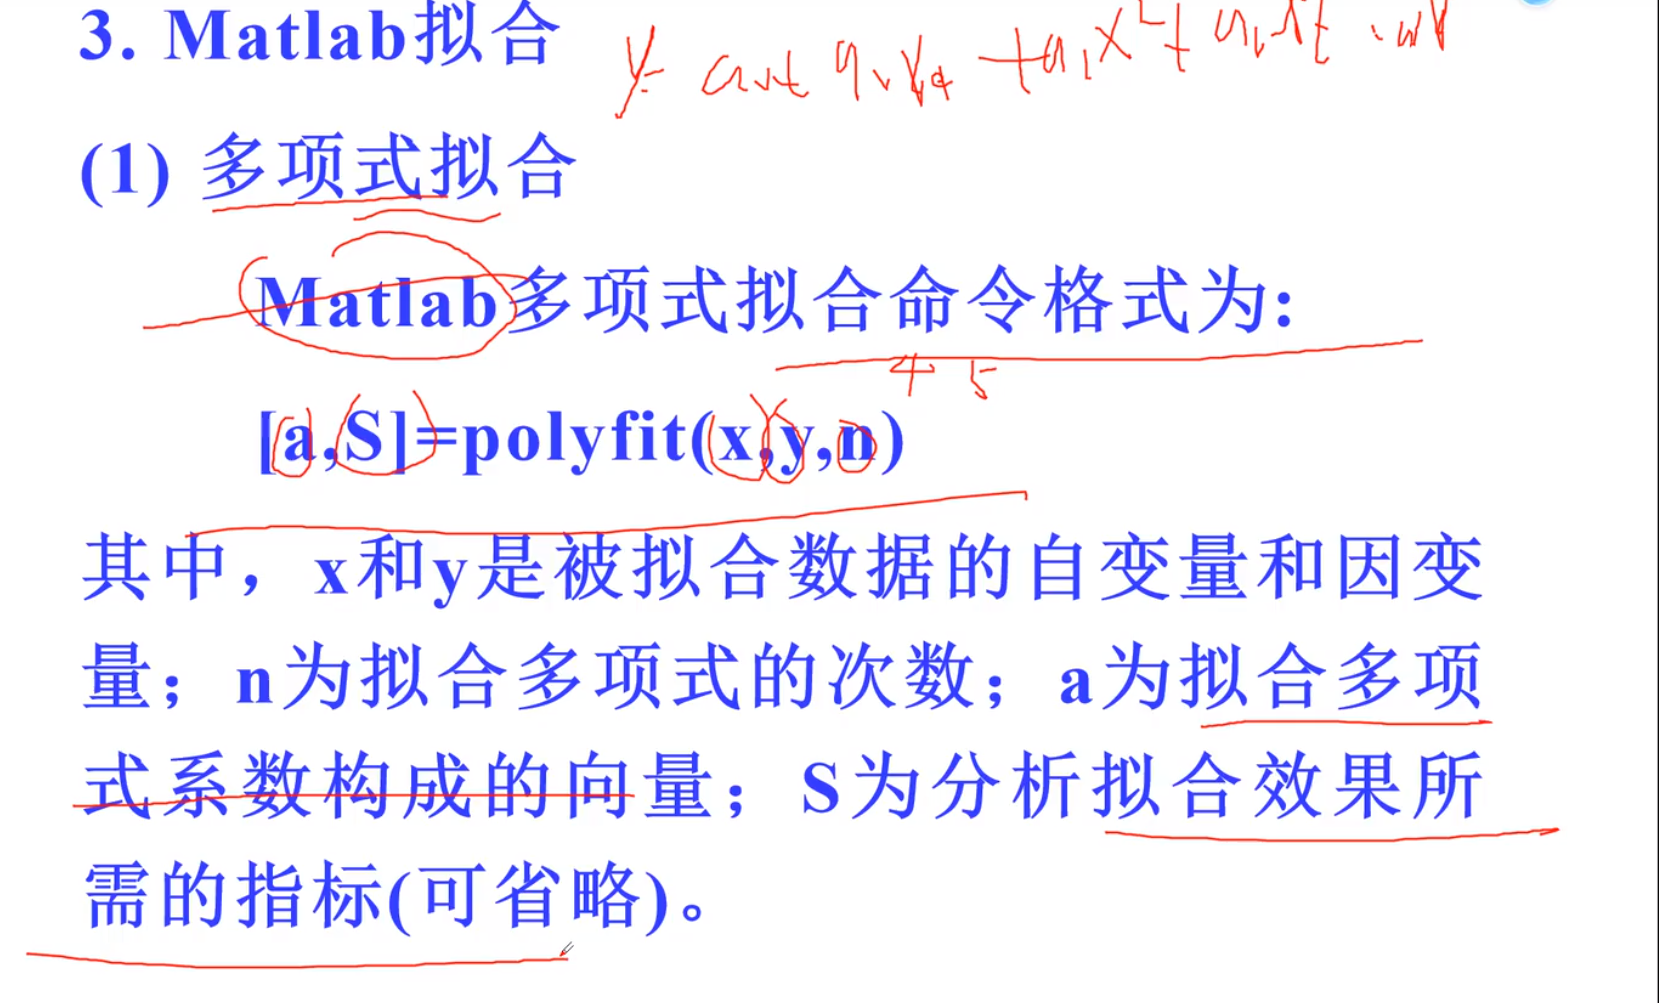 3. Matlab拟合
(1) 多项式拟合
Matlab多项式拟合命令格式为:
4 5
[a,S]=polyfit(x,y,n)
其中，x和y是被拟合数据的自变量和因变
量；n为拟合多项式的次数；a为拟合多项
式系数构成的向量；S为分析拟合效果所
需的指标(可省略)。